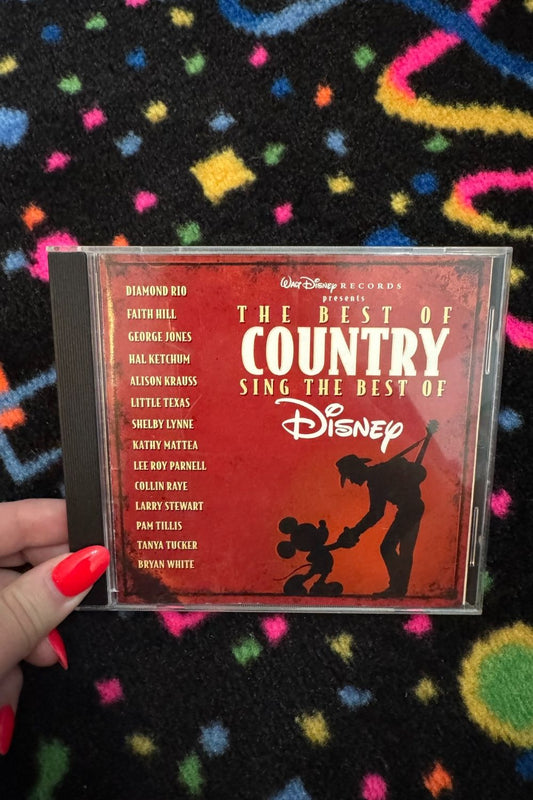 DIAMOND RIO
FAITH HILL
GEORGE JONES
HAL KETCHUM
ALISON KRAUSS
LITTLE TEXAS
SHELBY LYNNE
KATHY MATTEA
LEE ROY PARNELL
COLLIN RAYE
LARRY STEWART
PAM TILLIS
TANYA TUCKER
BRYAN WHITE
Walt Disney RECORDS
presents
THE BEST OF
COUNTRY
SING THE BEST OF
Disney